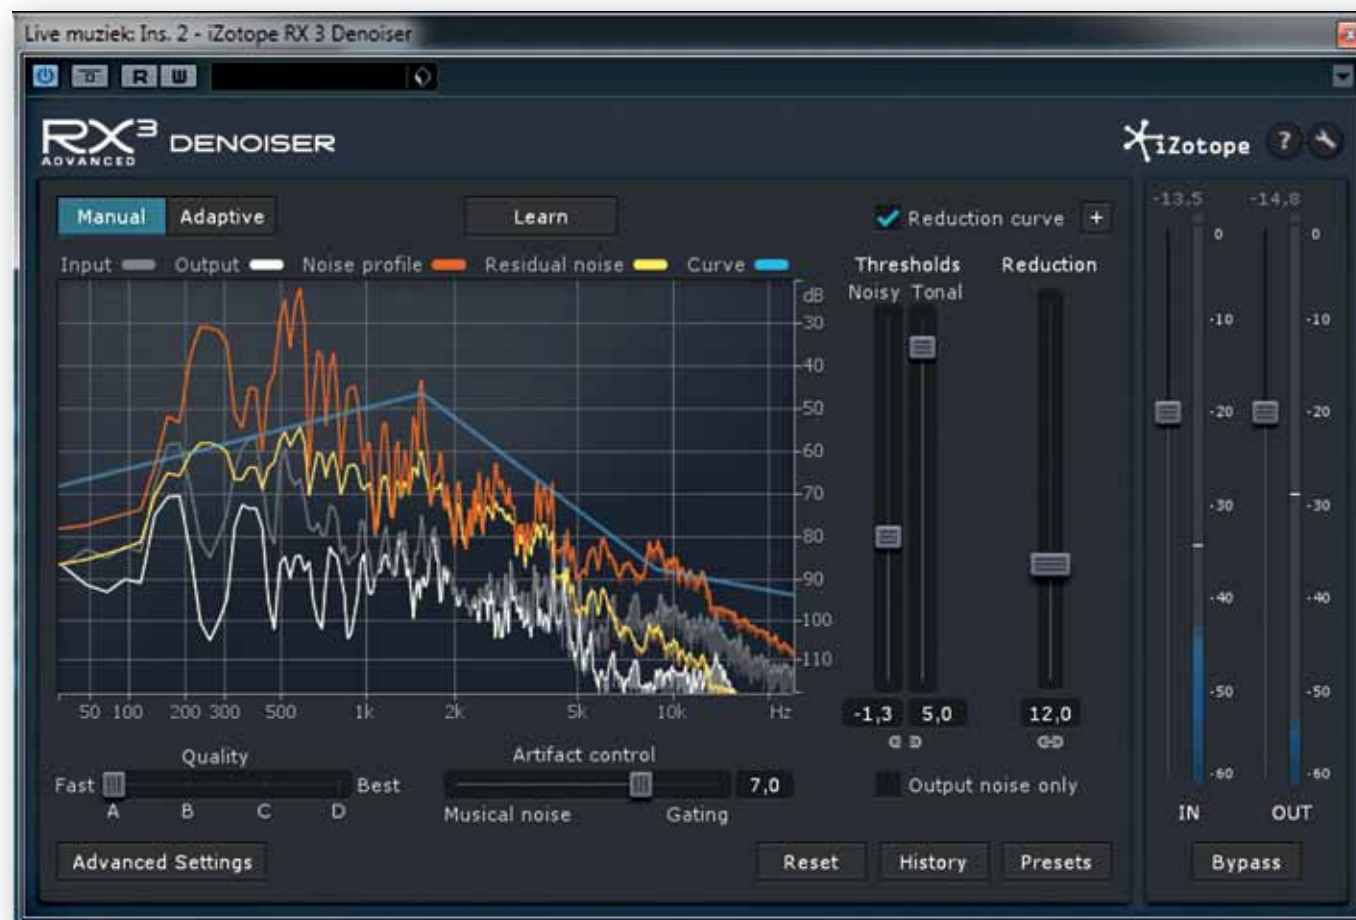 Live muziek: Ins. 2 - iZotope RX 3 Denoiser
R W
RX3 DENOISER
ADVANCED
iZotope ?
Manual Adaptive Learn Reduction curve +
Input Output Noise profile Residual noise Curve
Thresholds Reduction
Noisy Tonal
dB
-30
-40
-50
-60
-70
-80
-90
-100
-110
50 100 200 300 500 1k 2k 5k 10k Hz
-1,3 5,0 12,0
Quality
Fast Best
A B C D
Artifact control
7,0
Musical noise Gating
Output noise only
Advanced Settings Reset History Presets
-13,5 -14,8
0 0
-10 -10
-20 -20
-30 -30
-40 -40
-50 -50
-60 -60
IN OUT
Bypass